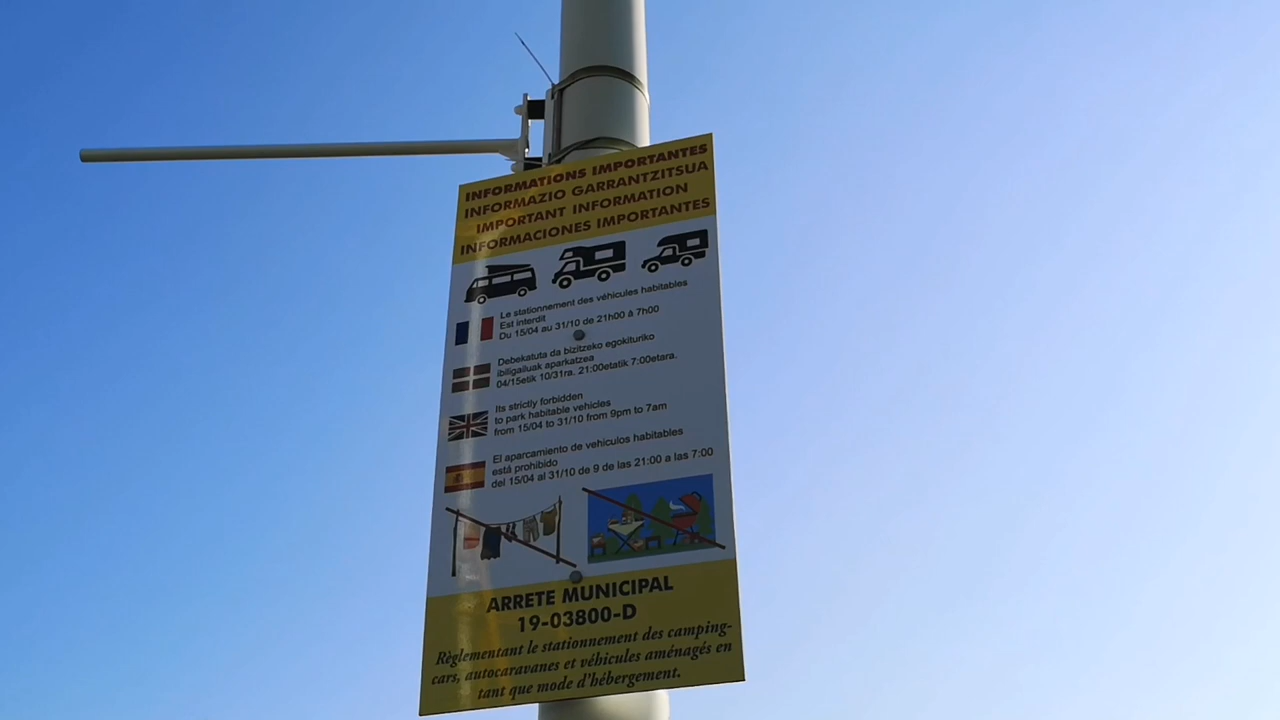 INFORMATIONS IMPORTANTES
INFORMAZIO GARRANTZITSUA
IMPORTANT INFORMATION
INFORMACIONES IMPORTANTES
Le stationnement des véhicules habitables
Est interdit
Du 15/04 au 31/10 de 21h00 à 7h00
Debekatuta da bizitzeko egokituriko
ibiligailuak aparkatzea
04/15etik 10/31ra. 21:00etatik 7:00etara.
Its strictly forbidden
to park habitable vehicles
from 15/04 to 31/10 from 9pm to 7am
El aparcamiento de vehiculos habitables
está prohibido
del 15/04 al 31/10 de 9 de las 21:00 a las 7:00
ARRETE MUNICIPAL
19-03800-D
Règlementant le stationnement des camping-
cars, autocaravanes et véhicules aménagés en
tant que mode d'hébergement.